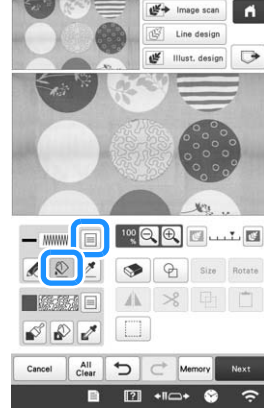 Image scan
Line design
Illust. design
100 %
Size
Rotate
Cancel
All Clear
Memory
Next